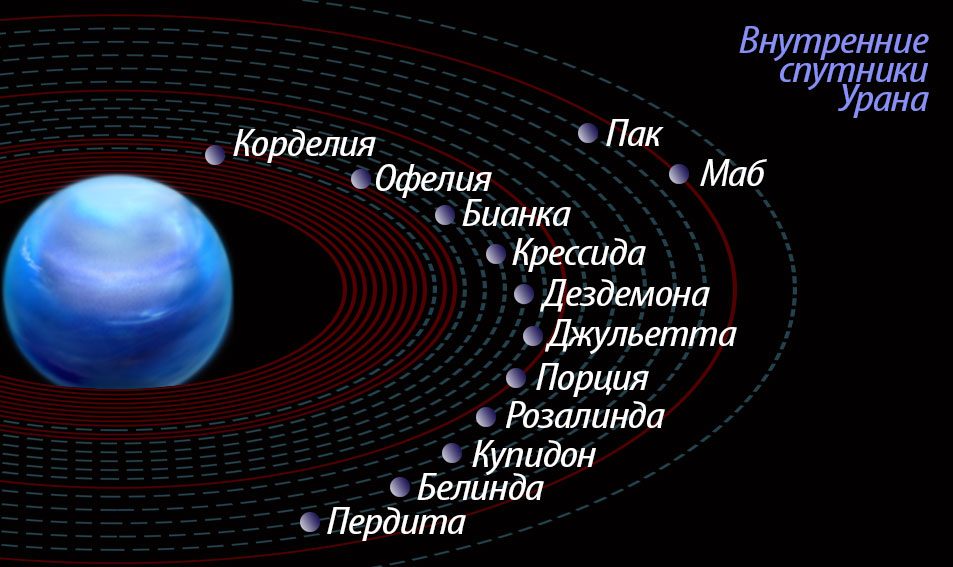 Внутренние
спутники
Урана
Пак
Корделия
Маб
Офелия
Бианка
Крессида
Дездемона
Джульетта
Порция
Розалинда
Купидон
Белинда
Пердита